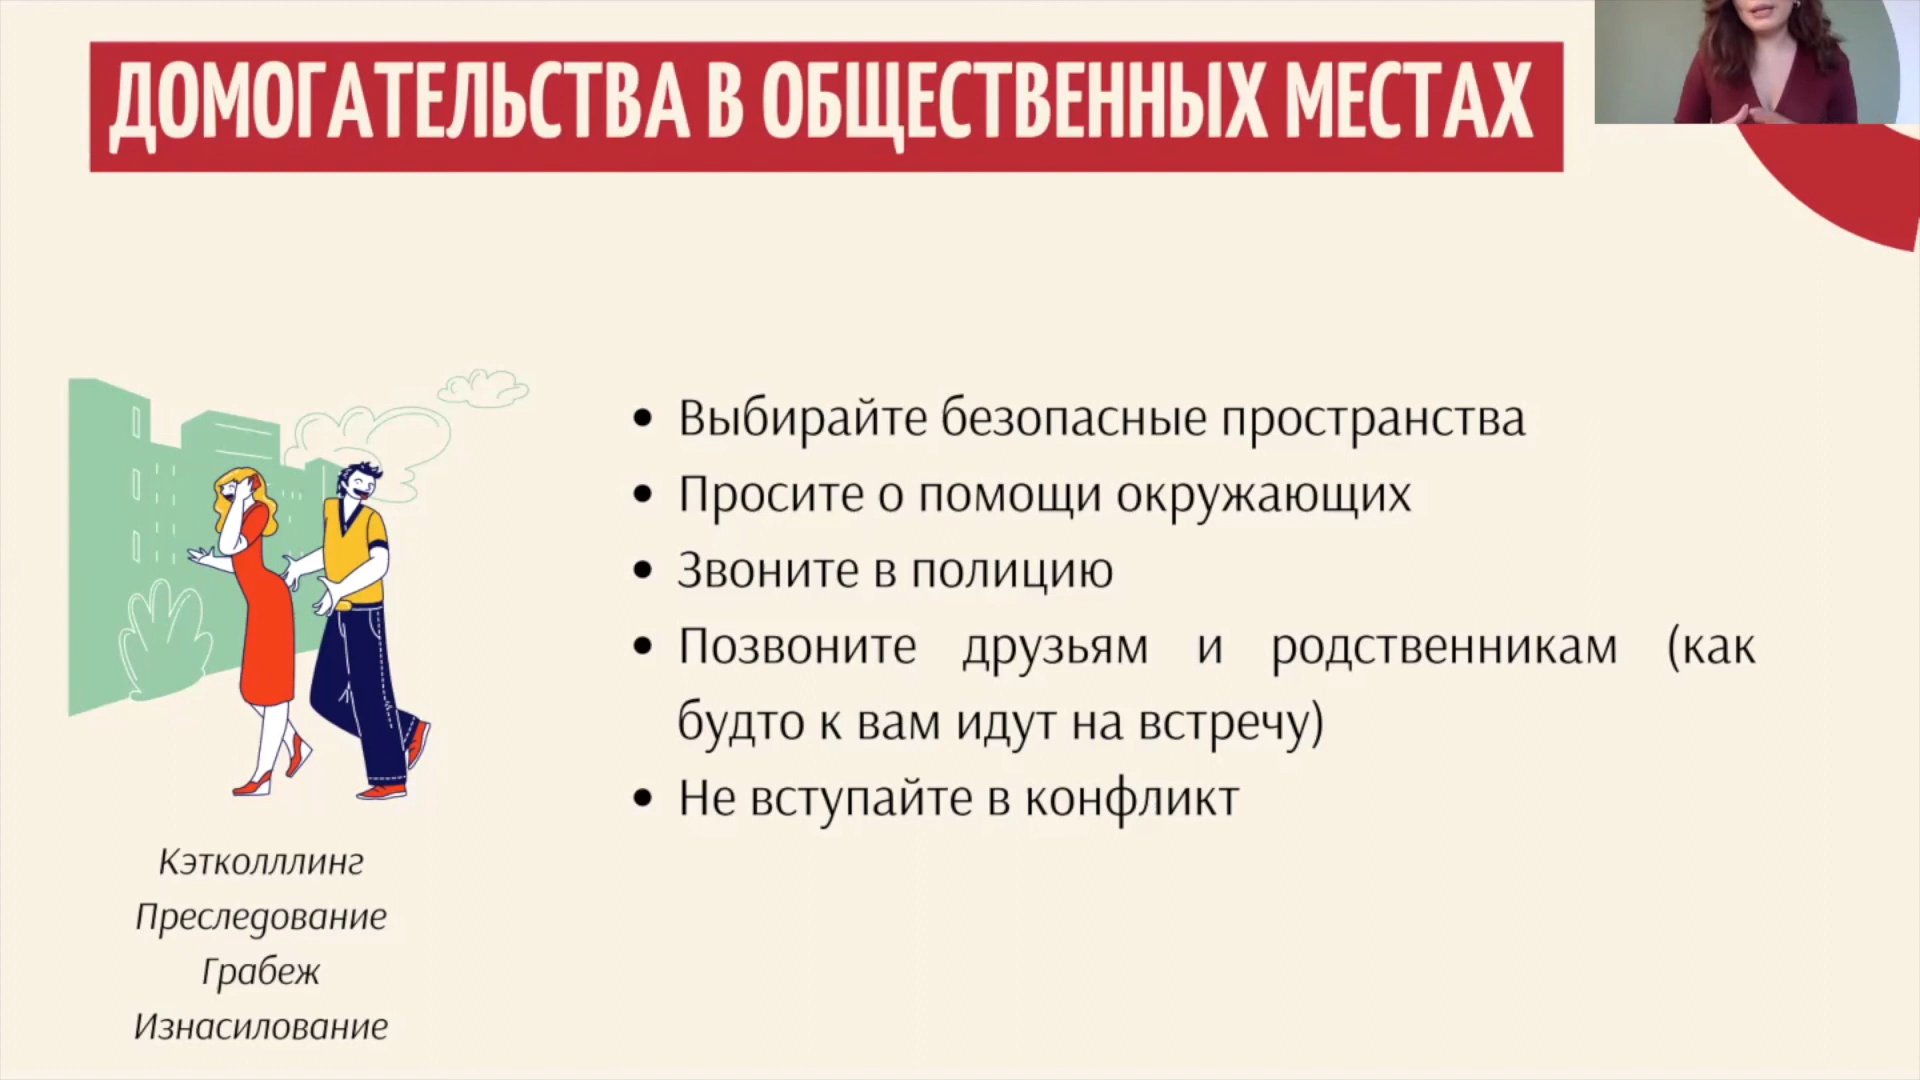 ДОМОГАТЕЛЬСТВА В ОБЩЕСТВЕННЫХ МЕСТАХ
• Выбирайте безопасные пространства
• Просите о помощи окружающих
• Звоните в полицию
• Позвоните друзьям и родственникам (как
будто к вам идут на встречу)
• Не вступайте в конфликт
Кэтколллинг
Преследование
Грабеж
Изнасилование